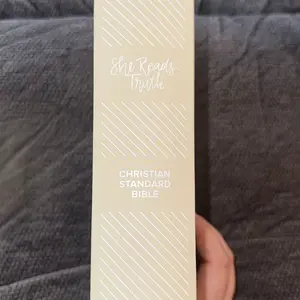 She Reads
Truth
CHRISTIAN
STANDARD
BIBLE